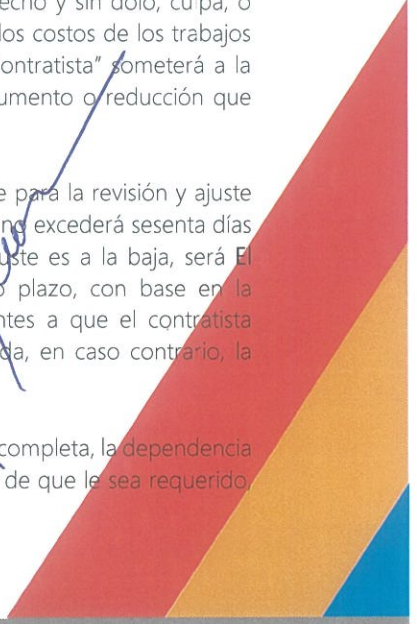 echo y sin dolo, culpa, o
los costos de los trabajos
ontratista" someterá a la
umento o reducción que
e para la revisión y ajuste
no excederá sesenta días
uste es a la baja, será El
o plazo, con base en la
ntes a que el contratista
da, en caso contrario, la
completa, la dependencia
de que le sea requerido,